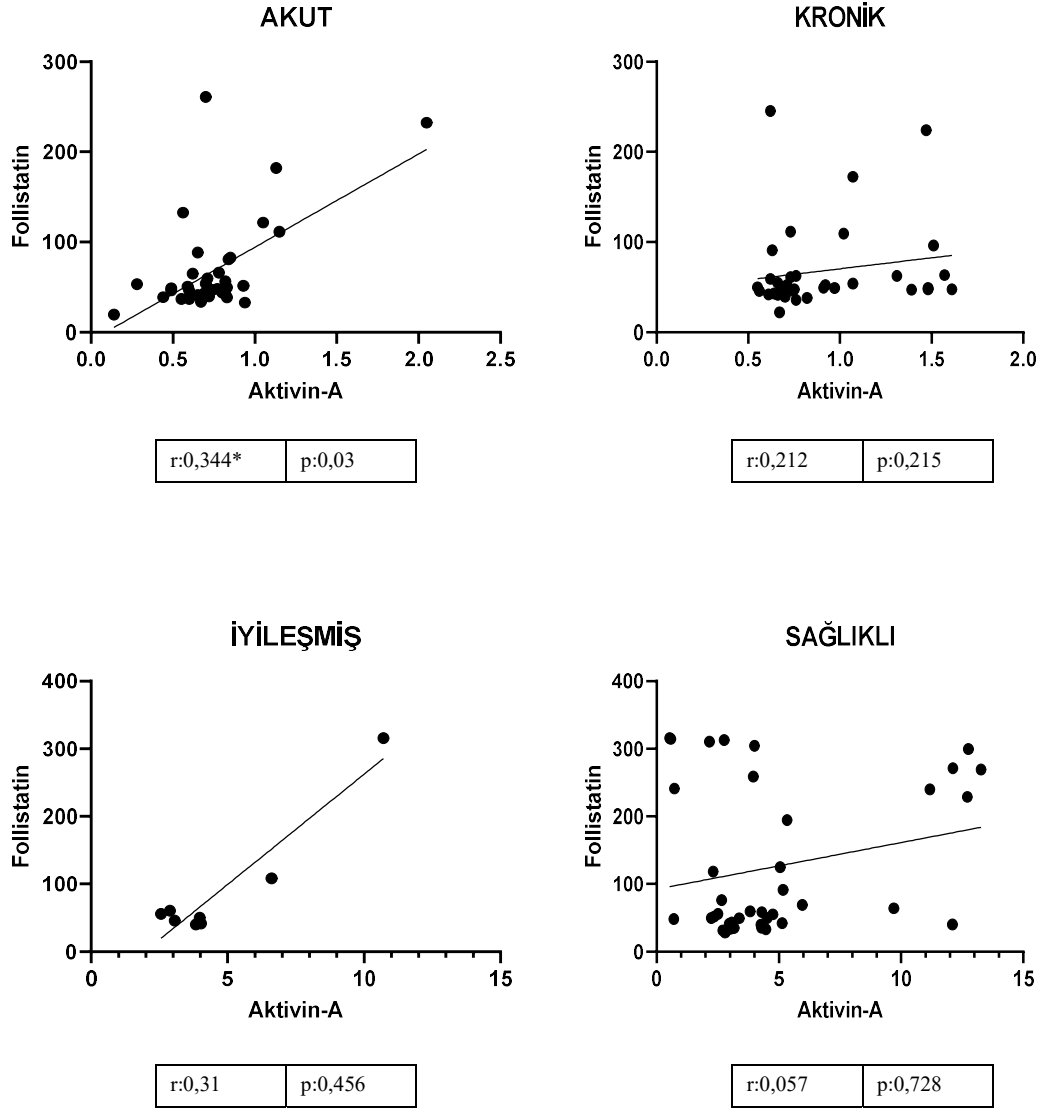 AKUT
300
200
100
0
Follistatin
0.0 0.5 1.0 1.5 2.0 2.5
Aktivin-A
r:0,344* p:0,03
KRONİK
300
200
100
0
Follistatin
0.0 0.5 1.0 1.5 2.0
Aktivin-A
r:0,212 p:0,215
İYİLEŞMİŞ
400
300
200
100
0
Follistatin
0 5 10 15
Aktivin-A
r:0,31 p:0,456
SAĞLIKLI
400
300
200
100
0
Follistatin
0 5 10 15
Aktivin-A
r:0,057 p:0,728